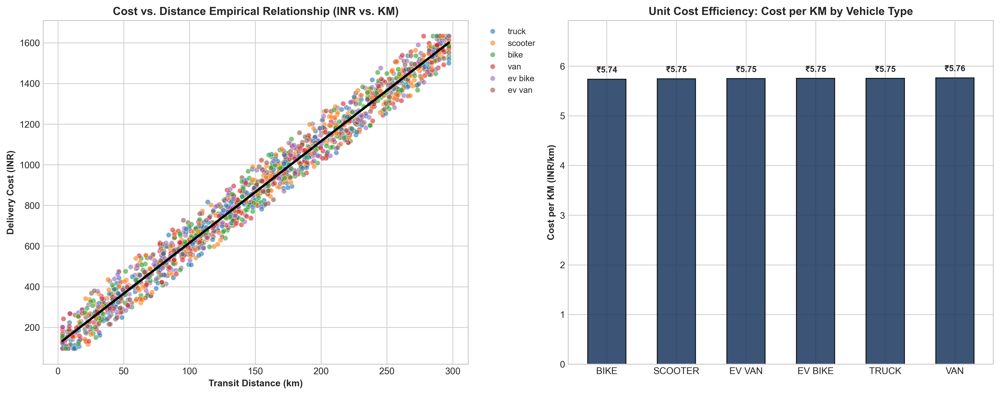 Cost vs. Distance Empirical Relationship (INR vs. KM)
Delivery Cost (INR)
1600
1400
1200
1000
800
600
400
200
0 50 100 150 200 250 300
Transit Distance (km)
truck
scooter
bike
van
ev bike
ev van
Unit Cost Efficiency: Cost per KM by Vehicle Type
Cost per KM (INR/km)
6
5
4
3
2
1
0
₹5.74 ₹5.75 ₹5.75 ₹5.75 ₹5.75 ₹5.76
BIKE SCOOTER EV VAN EV BIKE TRUCK VAN